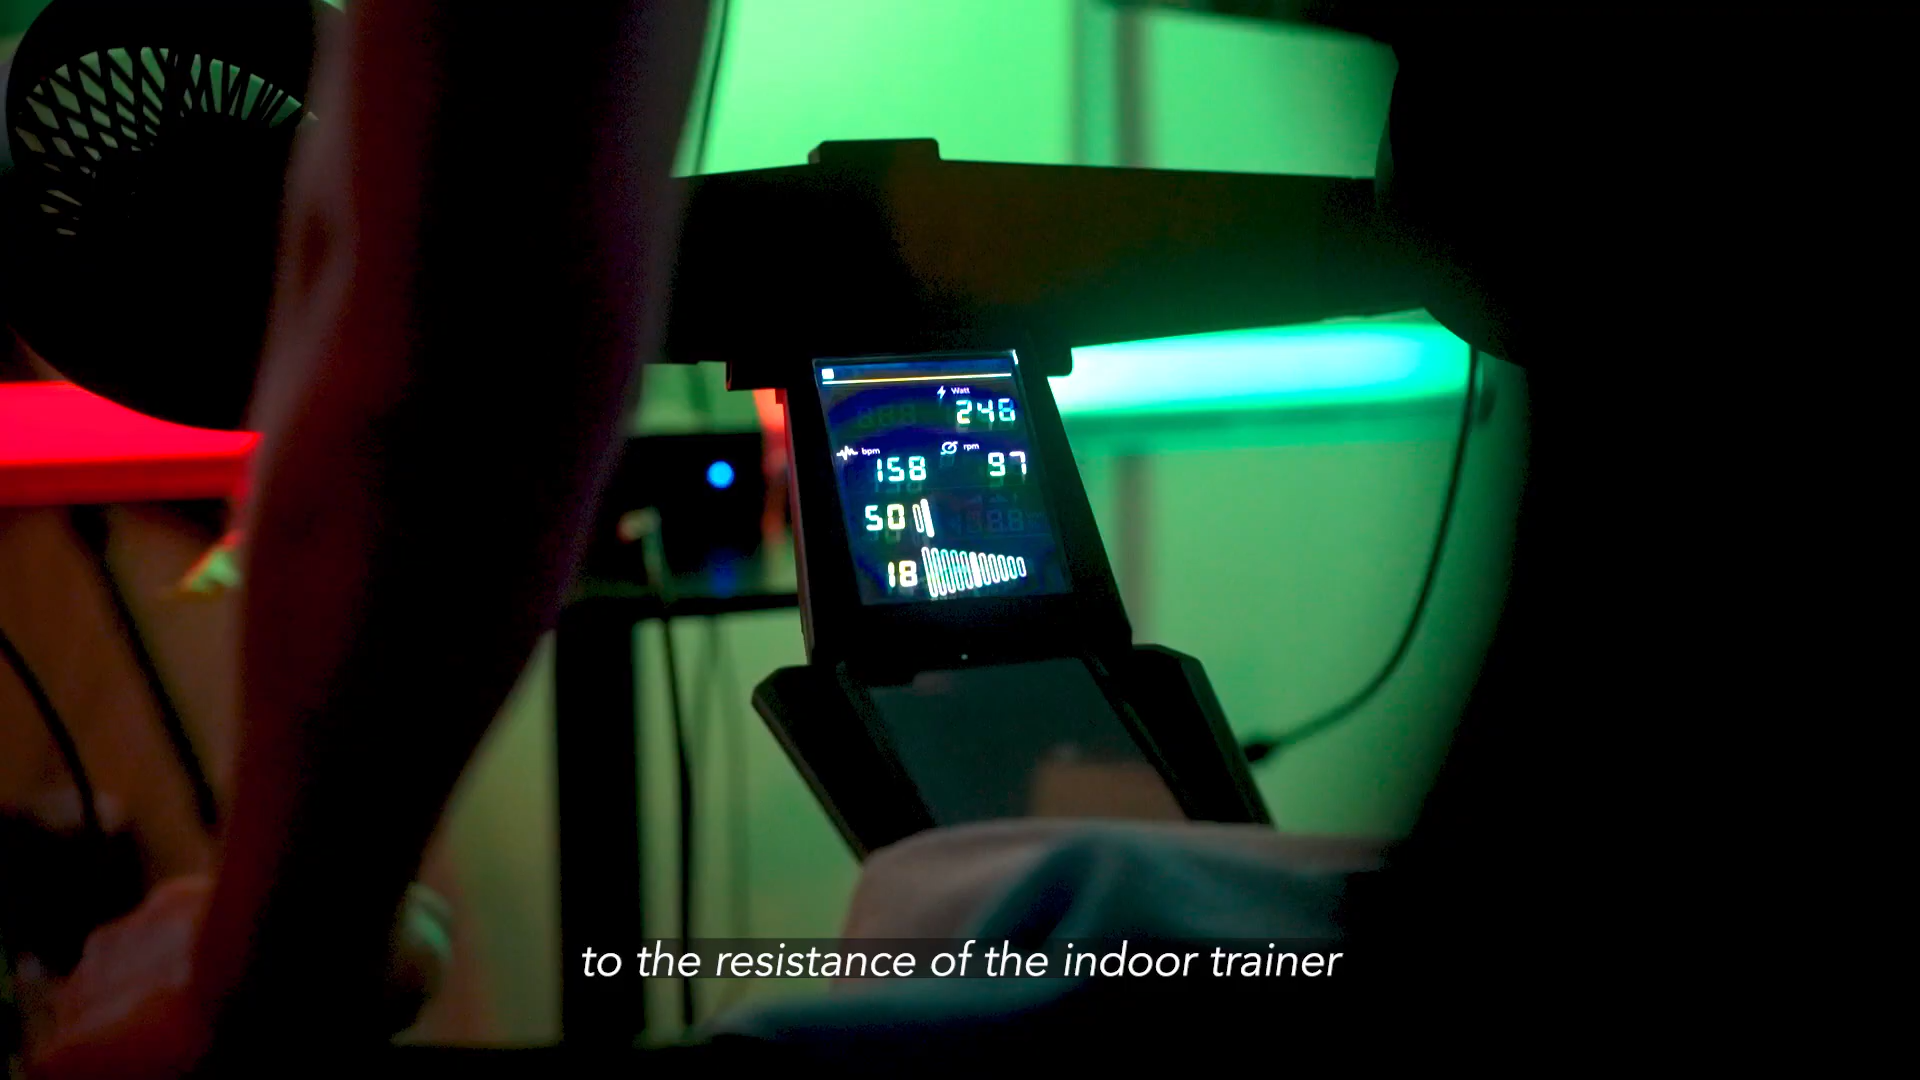 Watt
246
bpm
rpm
158
97
50
18
to the resistance of the indoor trainer